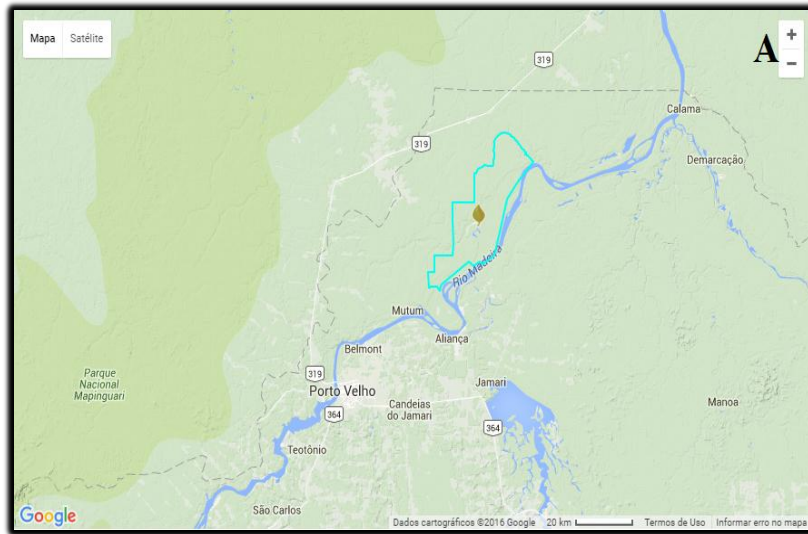 Mapa Satélite
A
+
−
319
319
Calama
Demarcação
Rio Madeira
Mutum
Aliança
Belmont
319
Parque
Nacional
Mapinguari
Porto Velho
Jamari
364
Candeias
do Jamari
364
Manoa
Teotônio
São Carlos
Google
Dados cartográficos ©2016 Google 20 km Termos de Uso Informar erro no mapa